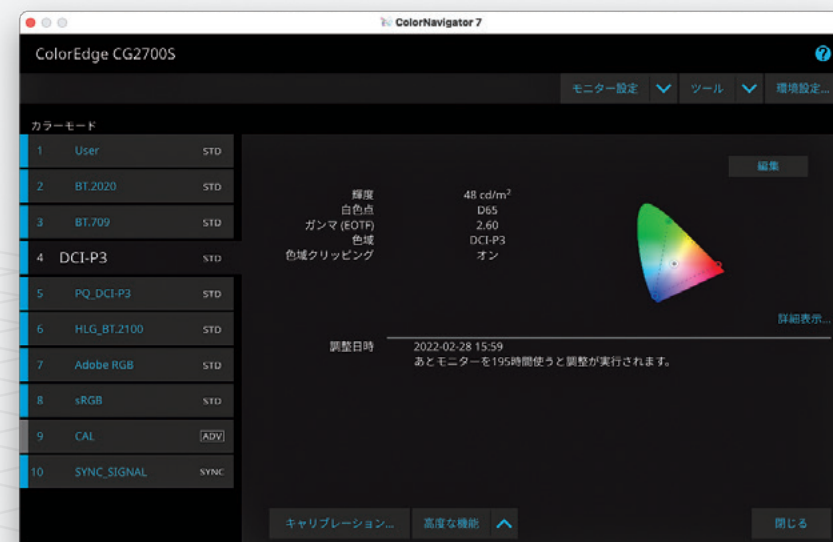 ColorNavigator 7
ColorEdge CG2700S
?
モニター設定 ツール 環境設定...
カラーモード
1 User STD
2 BT.2020 STD
3 BT.709 STD
4 DCI-P3 STD
5 PQ_DCI-P3 STD
6 HLG_BT.2100 STD
7 Adobe RGB STD
8 sRGB STD
9 CAL ADV
10 SYNC_SIGNAL SYNC
編集
輝度 48 cd/m²
白色点 D65
ガンマ (EOTF) 2.60
色域 DCI-P3
色域クリッピング オン
詳細表示...
調整日時 2022-02-28 15:59
あとモニターを195時間使うと調整が実行されます。
キャリブレーション... 高度な機能 閉じる